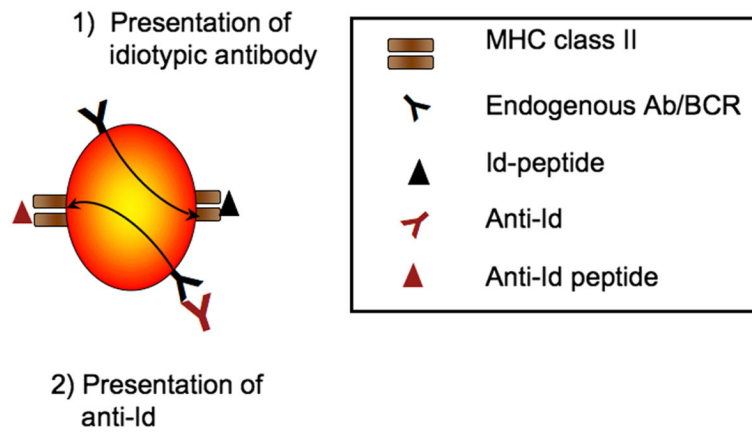 1) Presentation of
idiotypic antibody
2) Presentation of
anti-Id
MHC class II
Endogenous Ab/BCR
Id-peptide
Anti-Id
Anti-Id peptide